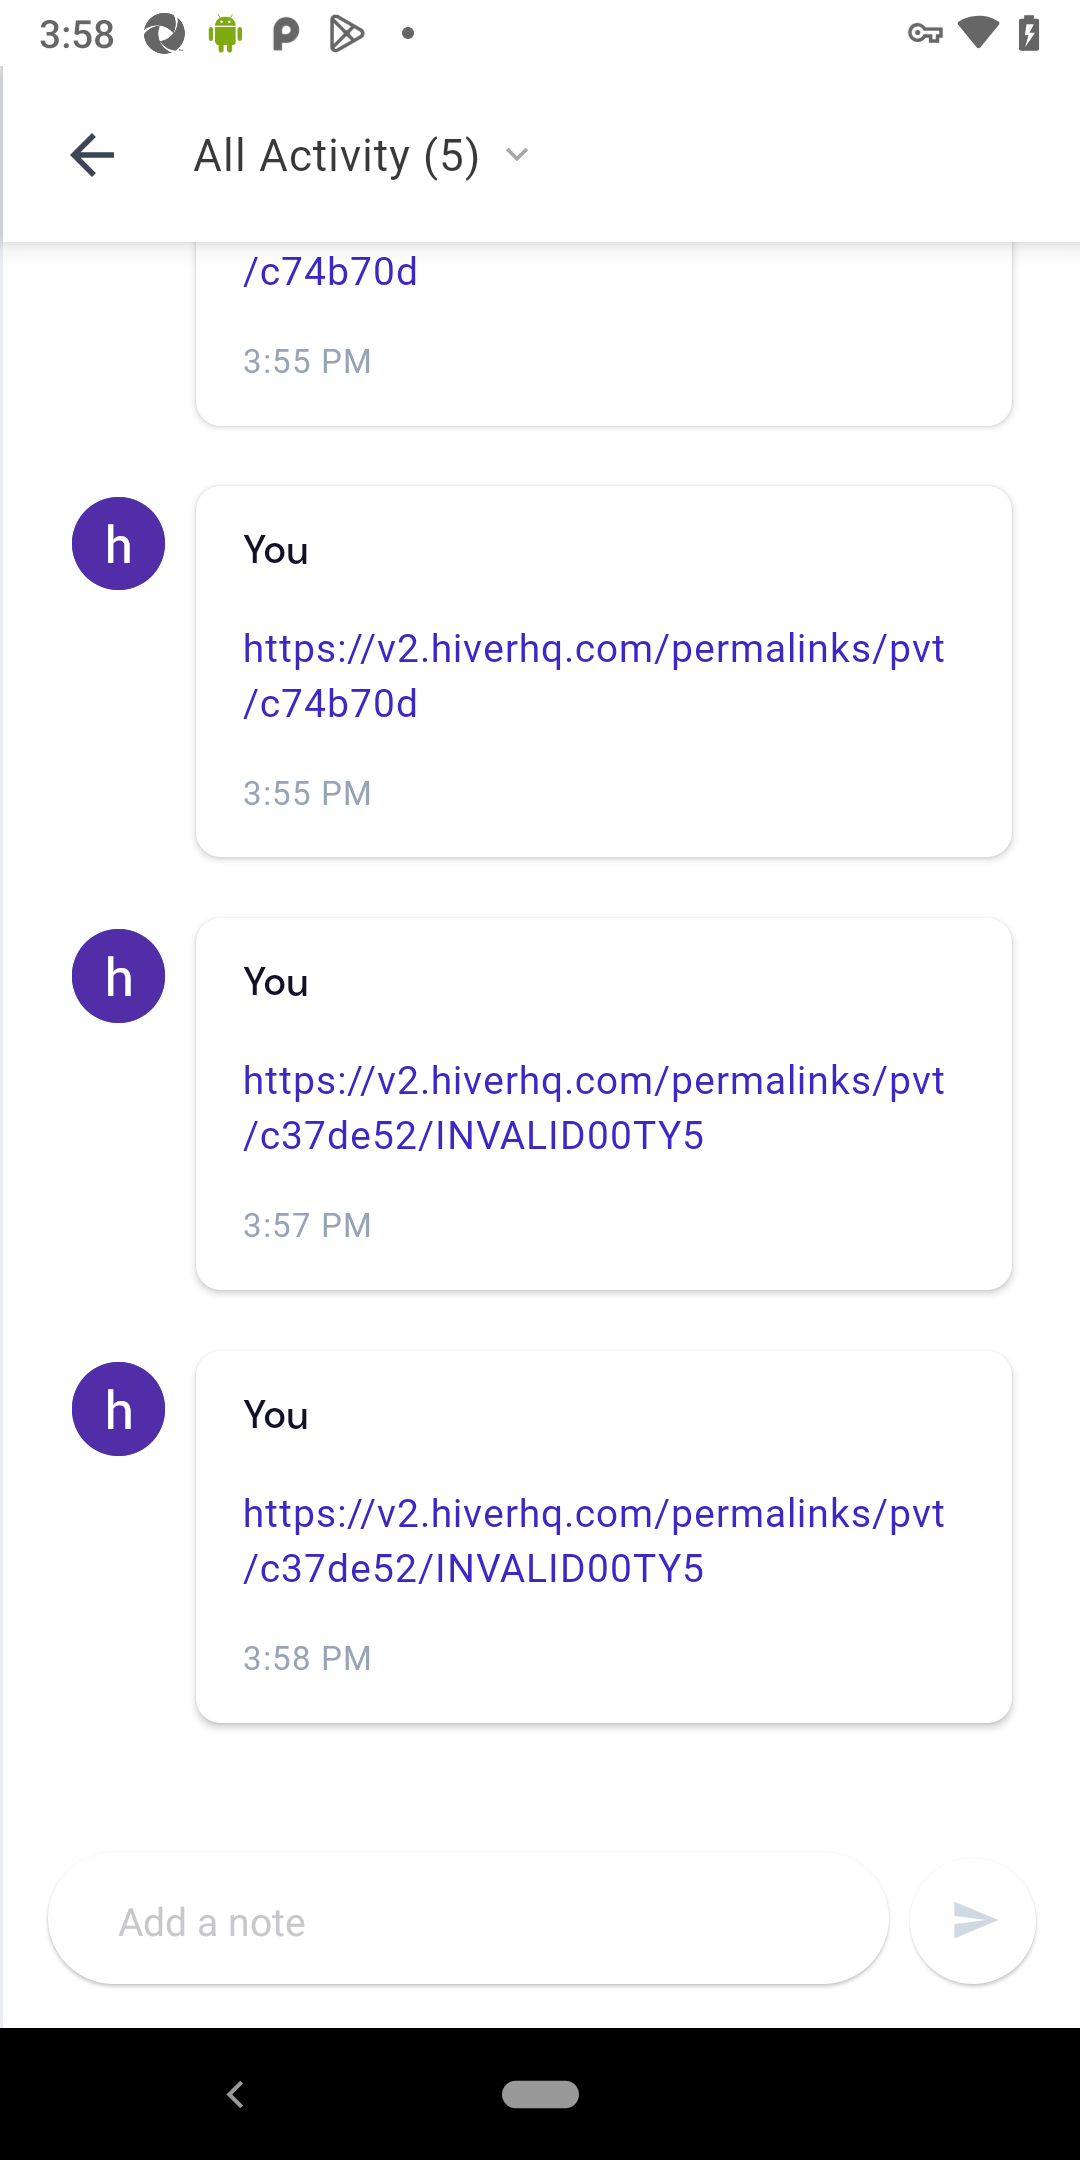 3:58
All Activity (5)
/c74b70d
3:55 PM
h
You
https://v2.hiverhq.com/permalinks/pvt
/c74b70d
3:55 PM
h
You
https://v2.hiverhq.com/permalinks/pvt
/c37de52/INVALID00TY5
3:57 PM
h
You
https://v2.hiverhq.com/permalinks/pvt
/c37de52/INVALID00TY5
3:58 PM
Add a note